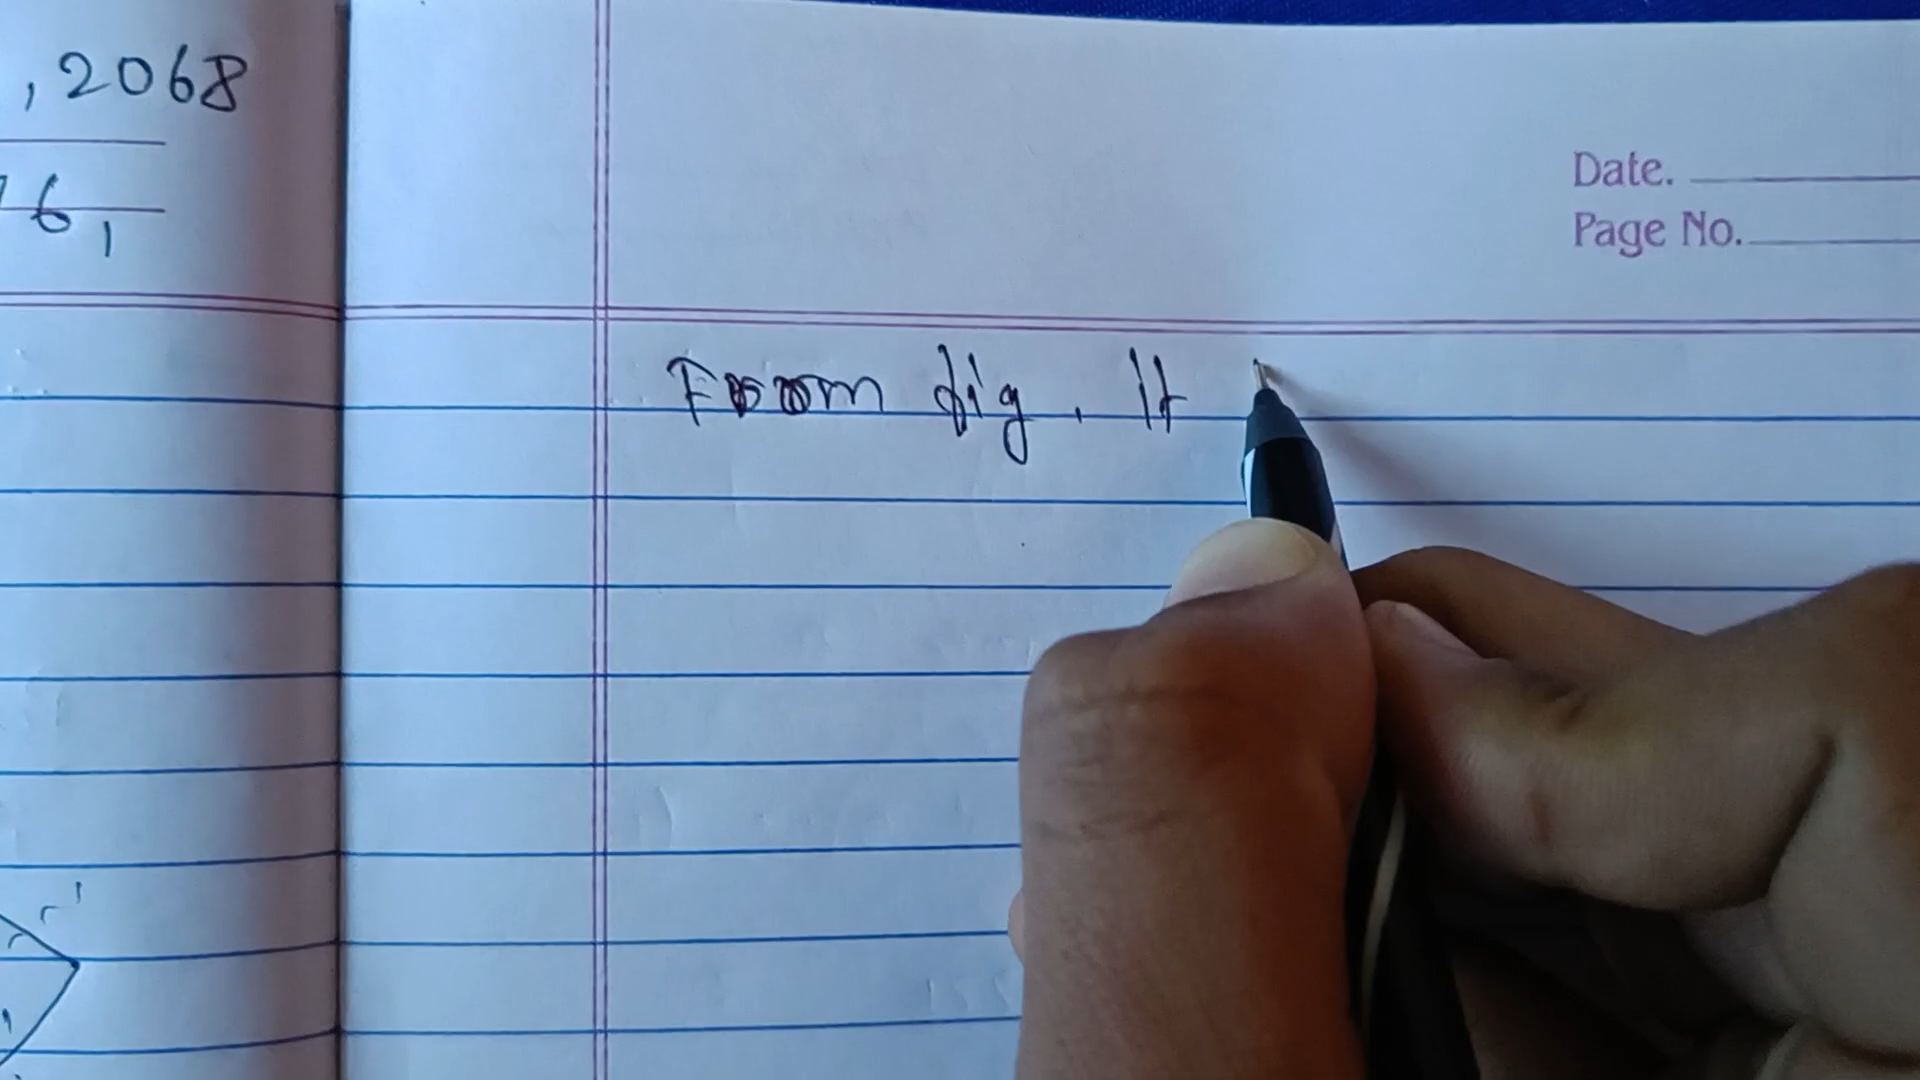 , 2068
6,
Date.
Page No.
From fig, It
r'
r